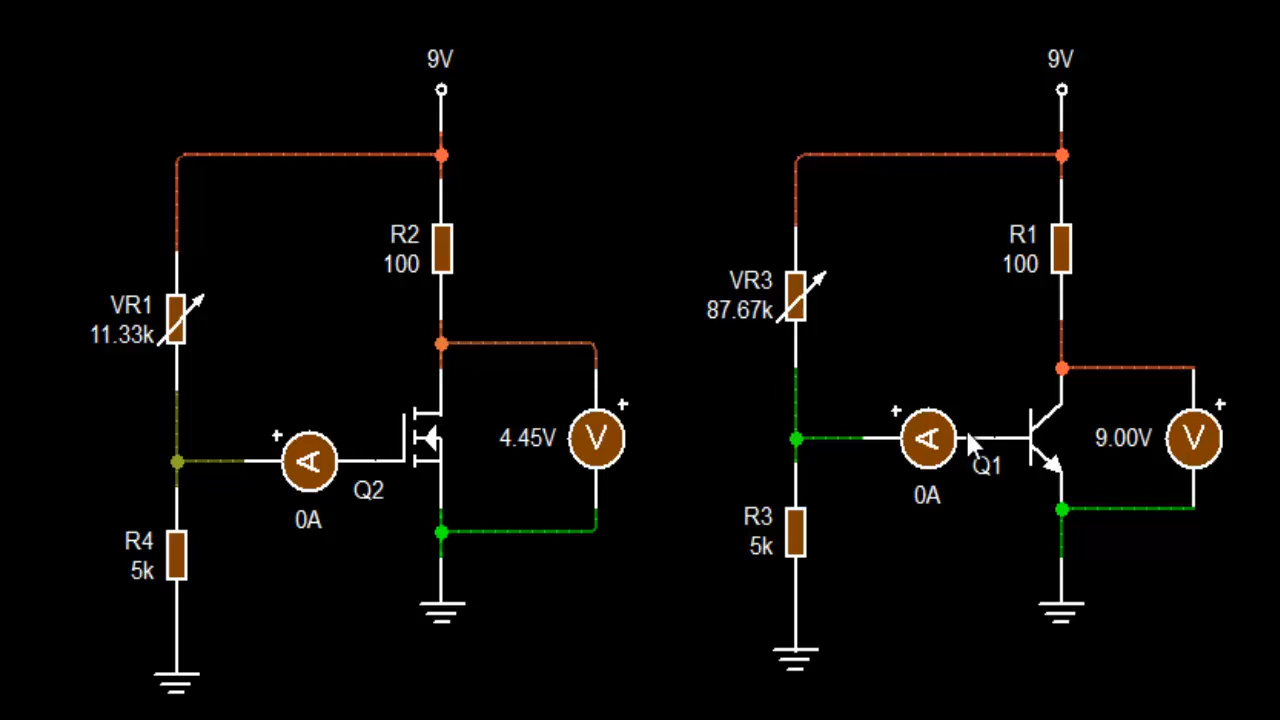 9V
R2
100
VR1
11.33k
+
A
0A
Q2
+
4.45V
V
R4
5k
9V
R1
100
VR3
87.67k
+
A
0A
Q1
+
9.00V
V
R3
5k